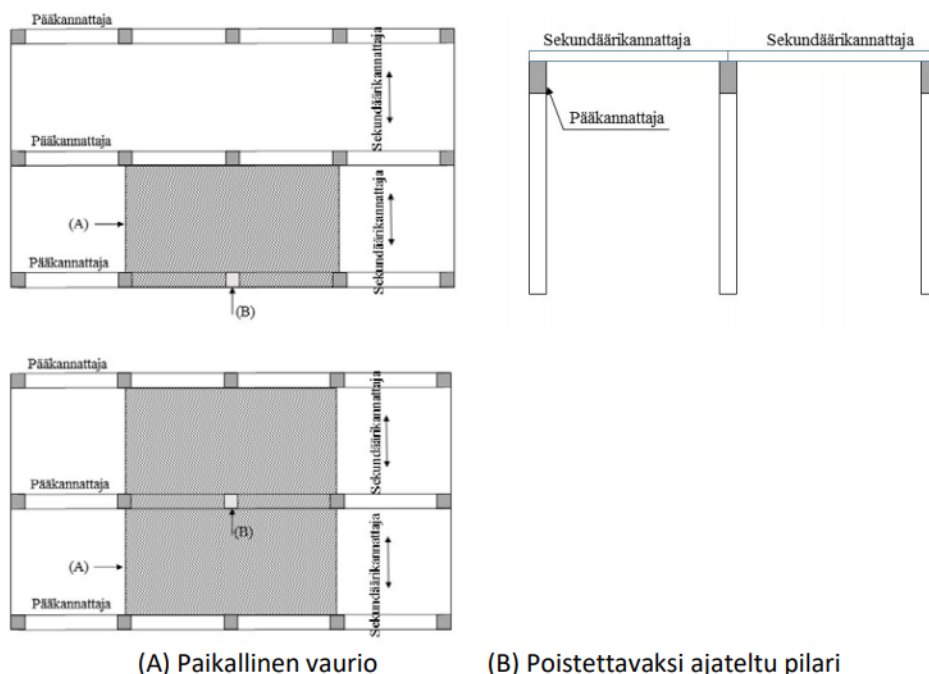 Pääkannattaja
Sekundäärikannattaja
Pääkannattaja
Sekundäärikannattaja
(A)
Pääkannattaja
(B)
Sekundäärikannattaja
Sekundäärikannattaja
Pääkannattaja
Pääkannattaja
Sekundäärikannattaja
Pääkannattaja
(B)
Sekundäärikannattaja
(A)
Pääkannattaja
(A) Paikallinen vaurio
(B) Poistettavaksi ajateltu pilari